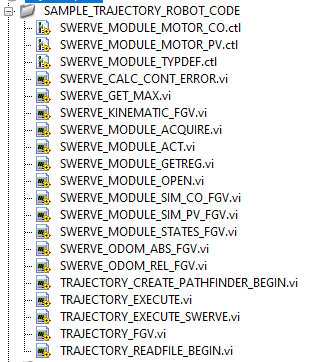 SAMPLE_TRAJECTORY_ROBOT_CODE
SWERVE_MODULE_MOTOR_CO.ctl
SWERVE_MODULE_MOTOR_PV.ctl
SWERVE_MODULE_TYPDEF.ctl
SWERVE_CALC_CONT_ERROR.vi
SWERVE_GET_MAX.vi
SWERVE_KINEMATIC_FGV.vi
SWERVE_MODULE_ACQUIRE.vi
SWERVE_MODULE_ACT.vi
SWERVE_MODULE_GETREG.vi
SWERVE_MODULE_OPEN.vi
SWERVE_MODULE_SIM_CO_FGV.vi
SWERVE_MODULE_SIM_PV_FGV.vi
SWERVE_MODULE_STATES_FGV.vi
SWERVE_ODOM_ABS_FGV.vi
SWERVE_ODOM_REL_FGV.vi
TRAJECTORY_CREATE_PATHFINDER_BEGIN.vi
TRAJECTORY_EXECUTE.vi
TRAJECTORY_EXECUTE_SWERVE.vi
TRAJECTORY_FGV.vi
TRAJECTORY_READFILE_BEGIN.vi